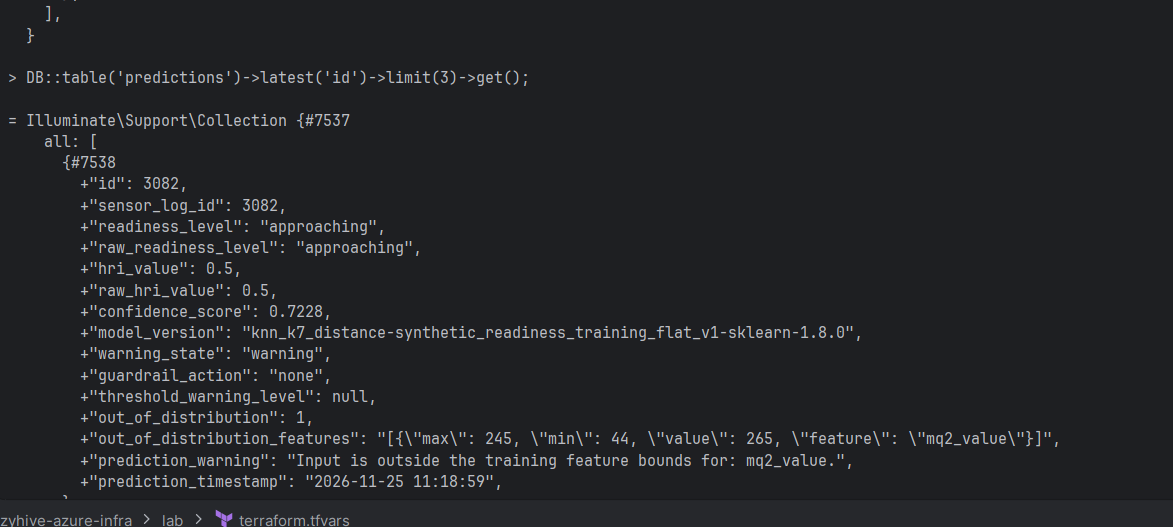 ],
}
> DB::table('predictions')->latest('id')->limit(3)->get();
= Illuminate\Support\Collection {#7537
all: [
{#7538
+"id": 3082,
+"sensor_log_id": 3082,
+"readiness_level": "approaching",
+"raw_readiness_level": "approaching",
+"hri_value": 0.5,
+"raw_hri_value": 0.5,
+"confidence_score": 0.7228,
+"model_version": "knn_k7_distance-synthetic_readiness_training_flat_v1-sklearn-1.8.0",
+"warning_state": "warning",
+"guardrail_action": "none",
+"threshold_warning_level": null,
+"out_of_distribution": 1,
+"out_of_distribution_features": "[{\"max\": 245, \"min\": 44, \"value\": 265, \"feature\": \"mq2_value\"}]",
+"prediction_warning": "Input is outside the training feature bounds for: mq2_value.",
+"prediction_timestamp": "2026-11-25 11:18:59",
zyhive-azure-infra > lab > terraform.tfvars